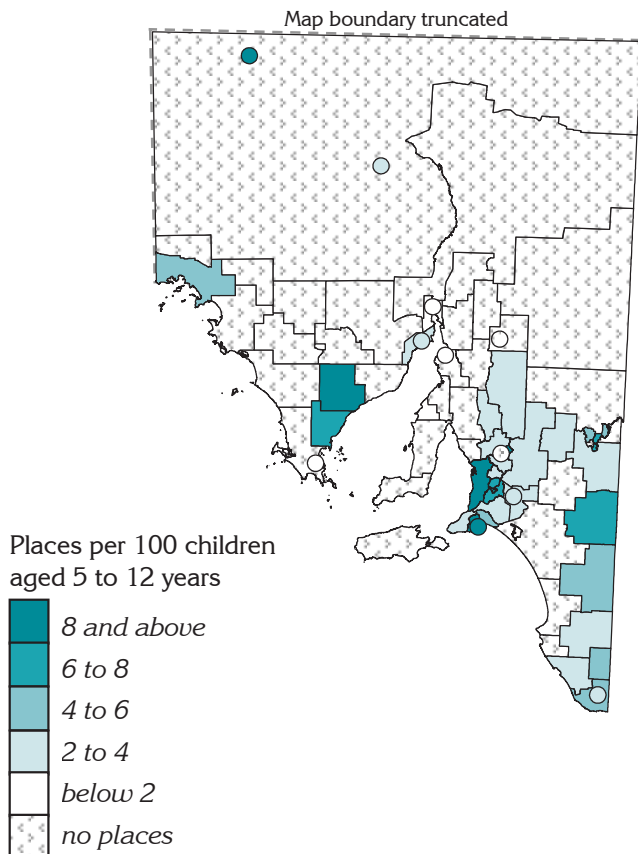 Map boundary truncated
Places per 100 children
aged 5 to 12 years
8 and above
6 to 8
4 to 6
2 to 4
below 2
no places